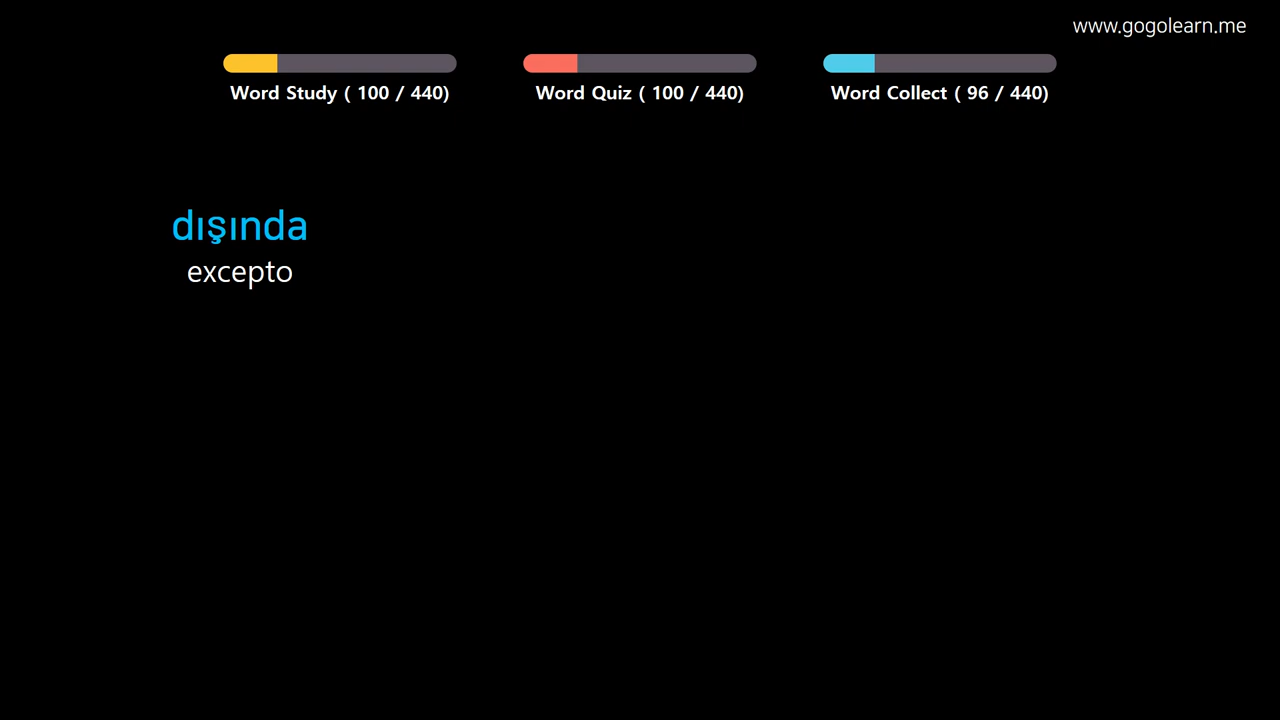 www.gogolearn.me
Word Study ( 100 / 440)
Word Quiz ( 100 / 440)
Word Collect ( 96 / 440)
dışında
excepto